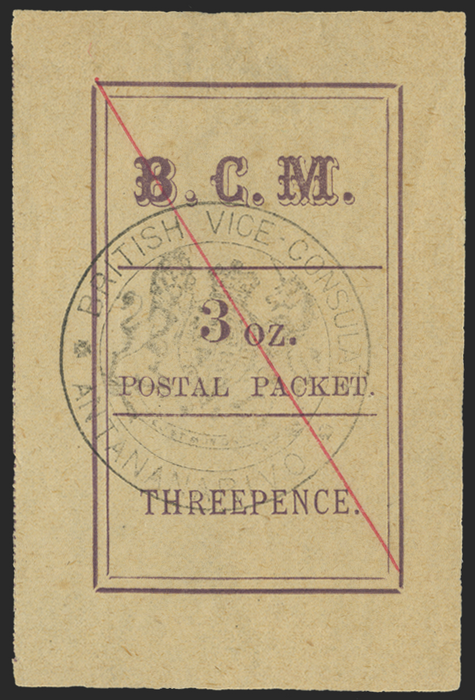 B. C. M.
BRITISH VICE-CONSULATE
3 oz.
POSTAL PACKET.
ANTANANARIVO
THREEPENCE.